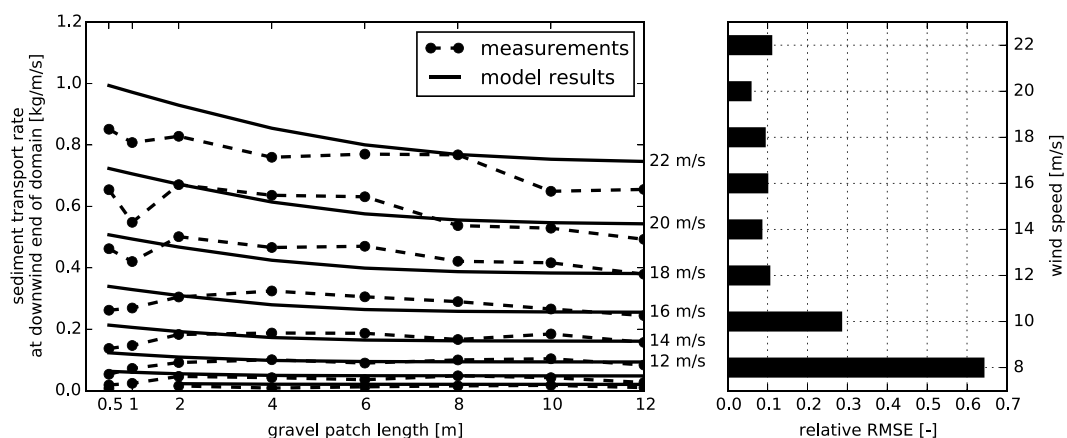 1.2
1.0
0.8
0.6
0.4
0.2
0.0
sediment transport rate
at downwind end of domain [kg/m/s]
measurements
model results
22 m/s
20 m/s
18 m/s
16 m/s
14 m/s
12 m/s
0.5 1 2 4 6 8 10 12
gravel patch length [m]
22
20
18
16
14
12
10
8
wind speed [m/s]
0.0 0.1 0.2 0.3 0.4 0.5 0.6 0.7
relative RMSE [-]